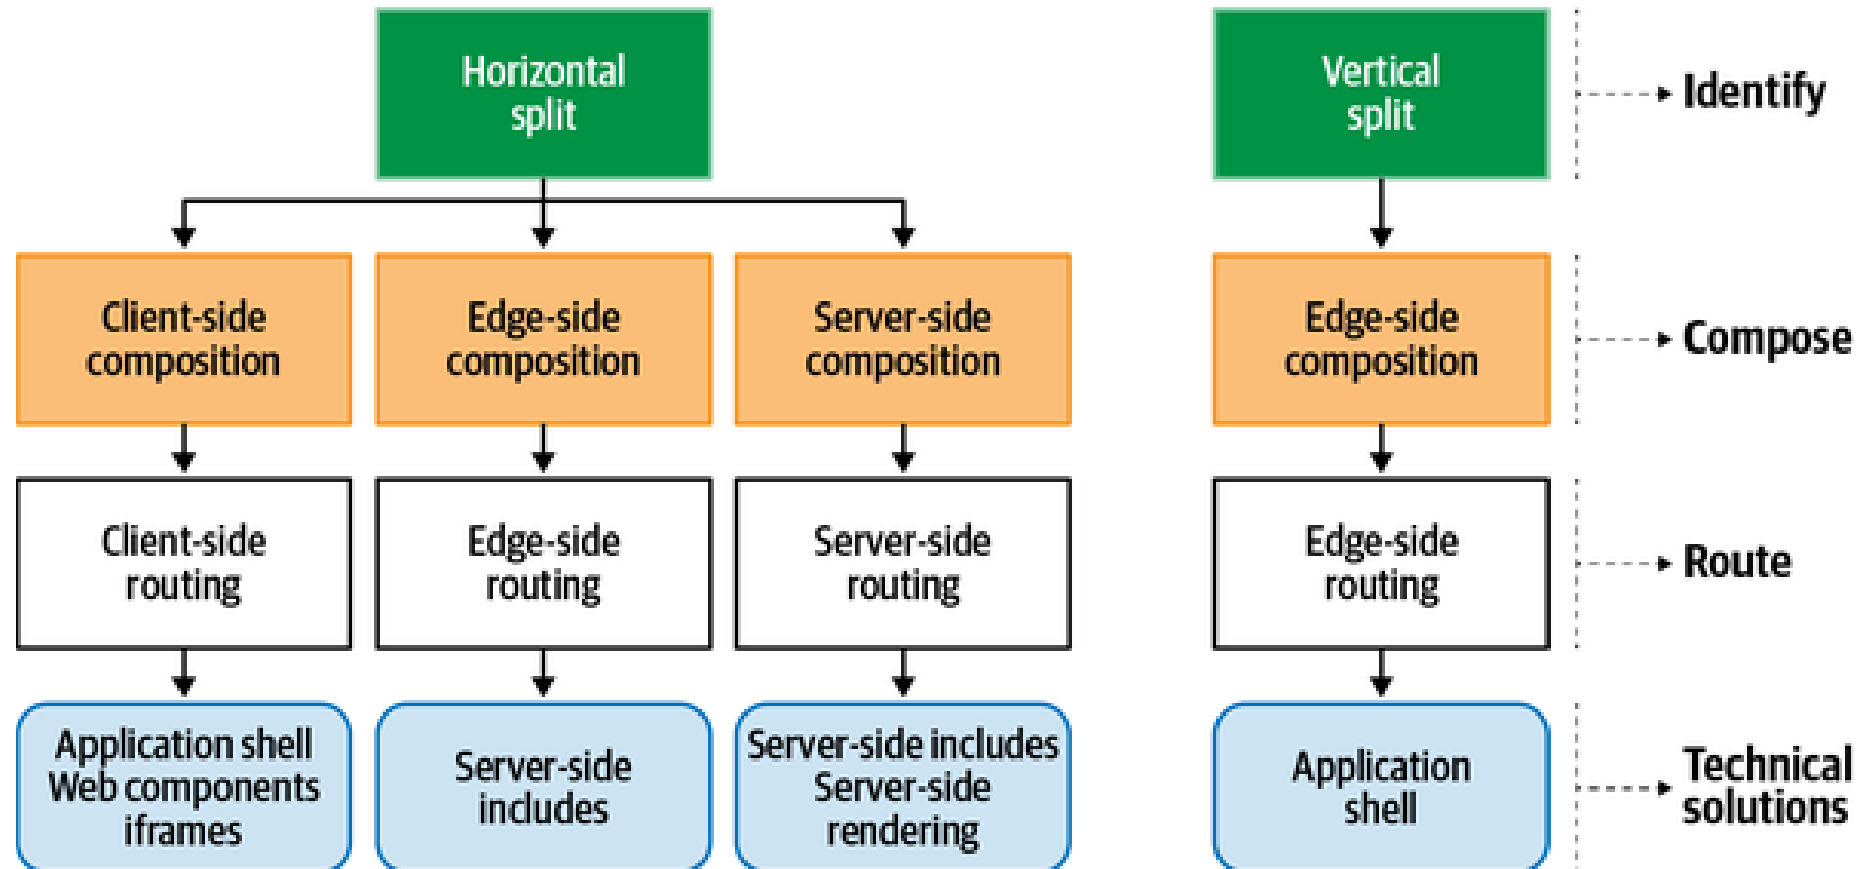 Horizontal
split
Vertical
split
Identify
Client-side
composition
Edge-side
composition
Server-side
composition
Edge-side
composition
Compose
Client-side
routing
Edge-side
routing
Server-side
routing
Edge-side
routing
Route
Application shell
Web components
iframes
Server-side
includes
Server-side includes
Server-side
rendering
Application
shell
Technical
solutions